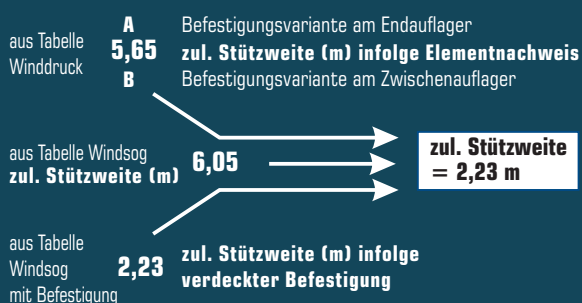 aus Tabelle
Winddruck
A
5,65
B
Befestigungsvariante am Endauflager
zul. Stützweite (m) infolge Elementnachweis
Befestigungsvariante am Zwischenauflager
aus Tabelle Windsog
zul. Stützweite (m)
6,05
zul. Stützweite
= 2,23 m
aus Tabelle
Windsog
mit Befestigung
2,23
zul. Stützweite (m) infolge
verdeckter Befestigung